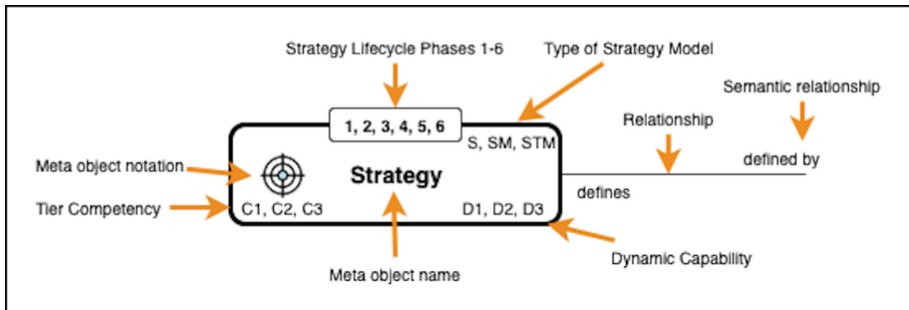 Strategy Lifecycle Phases 1-6
Type of Strategy Model
Semantic relationship
Relationship
1, 2, 3, 4, 5, 6
S, SM, STM
Meta object notation
Strategy
defined by
defines
Tier Competency
C1, C2, C3
D1, D2, D3
Dynamic Capability
Meta object name